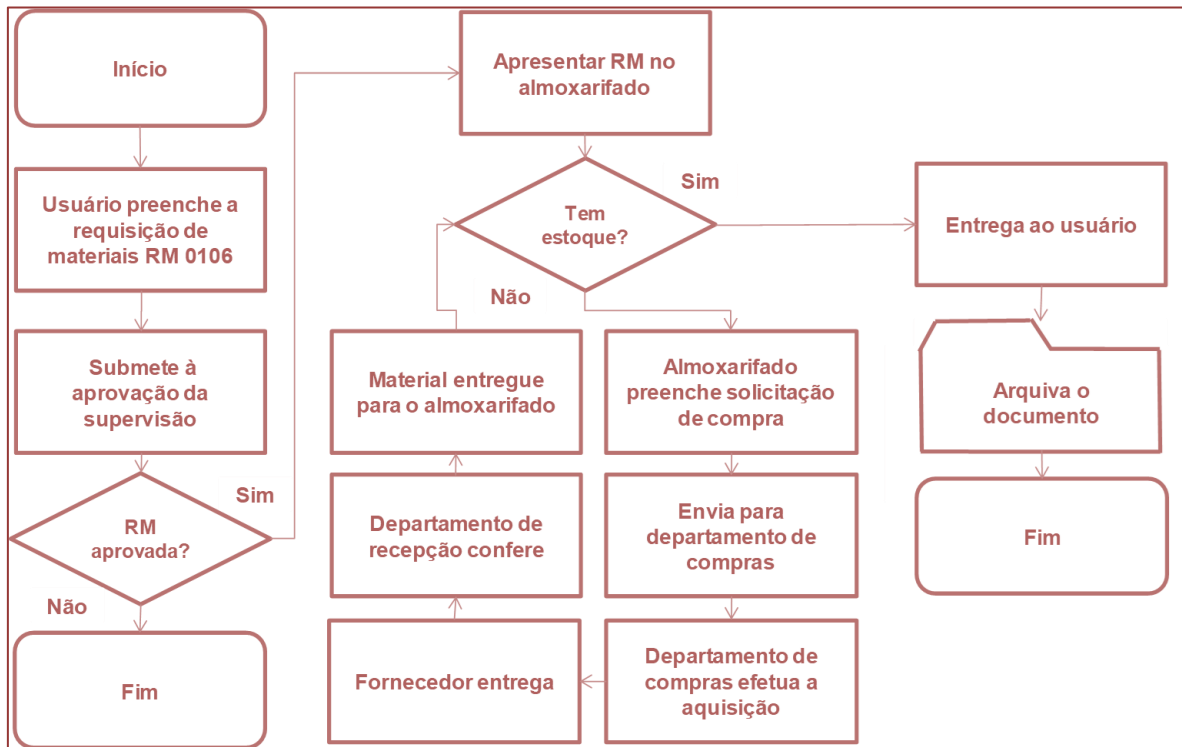 Início
Usuário preenche a
requisição de
materiais RM 0106
Submete à
aprovação da
supervisão
RM
aprovada?
Sim
Não
Fim
Apresentar RM no
almoxarifado
Tem
estoque?
Sim
Não
Almoxarifado
preenche solicitação
de compra
Envia para
departamento de
compras
Departamento de
compras efetua a
aquisição
Fornecedor entrega
Departamento de
recepção confere
Material entregue
para o almoxarifado
Entrega ao usuário
Arquiva o
documento
Fim